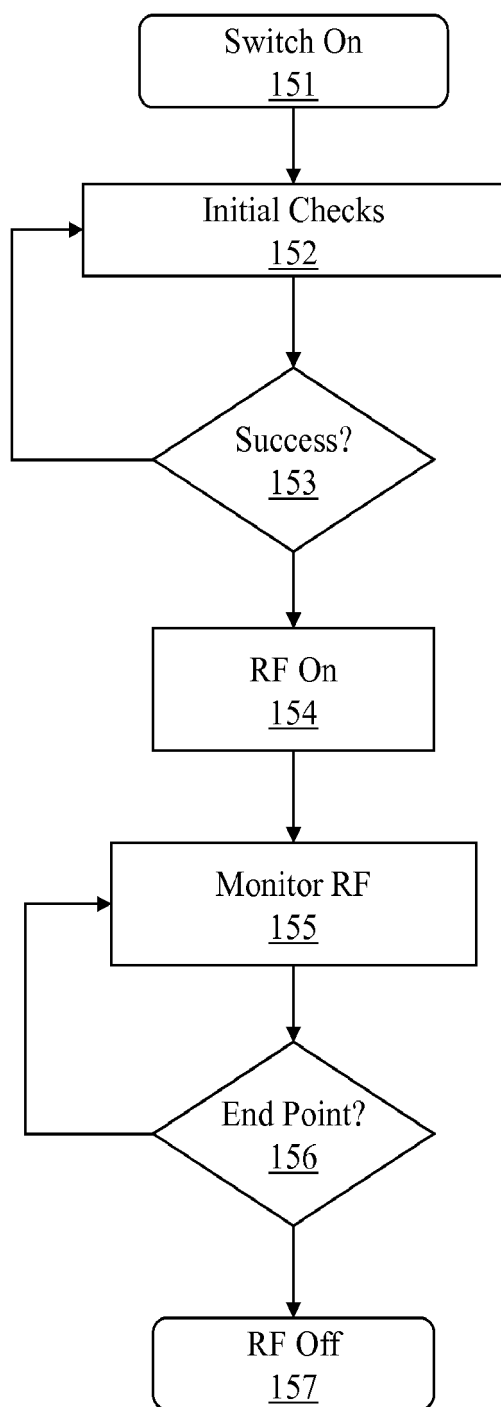 Switch On
151
Initial Checks
152
Success?
153
RF On
154
Monitor RF
155
End Point?
156
RF Off
157